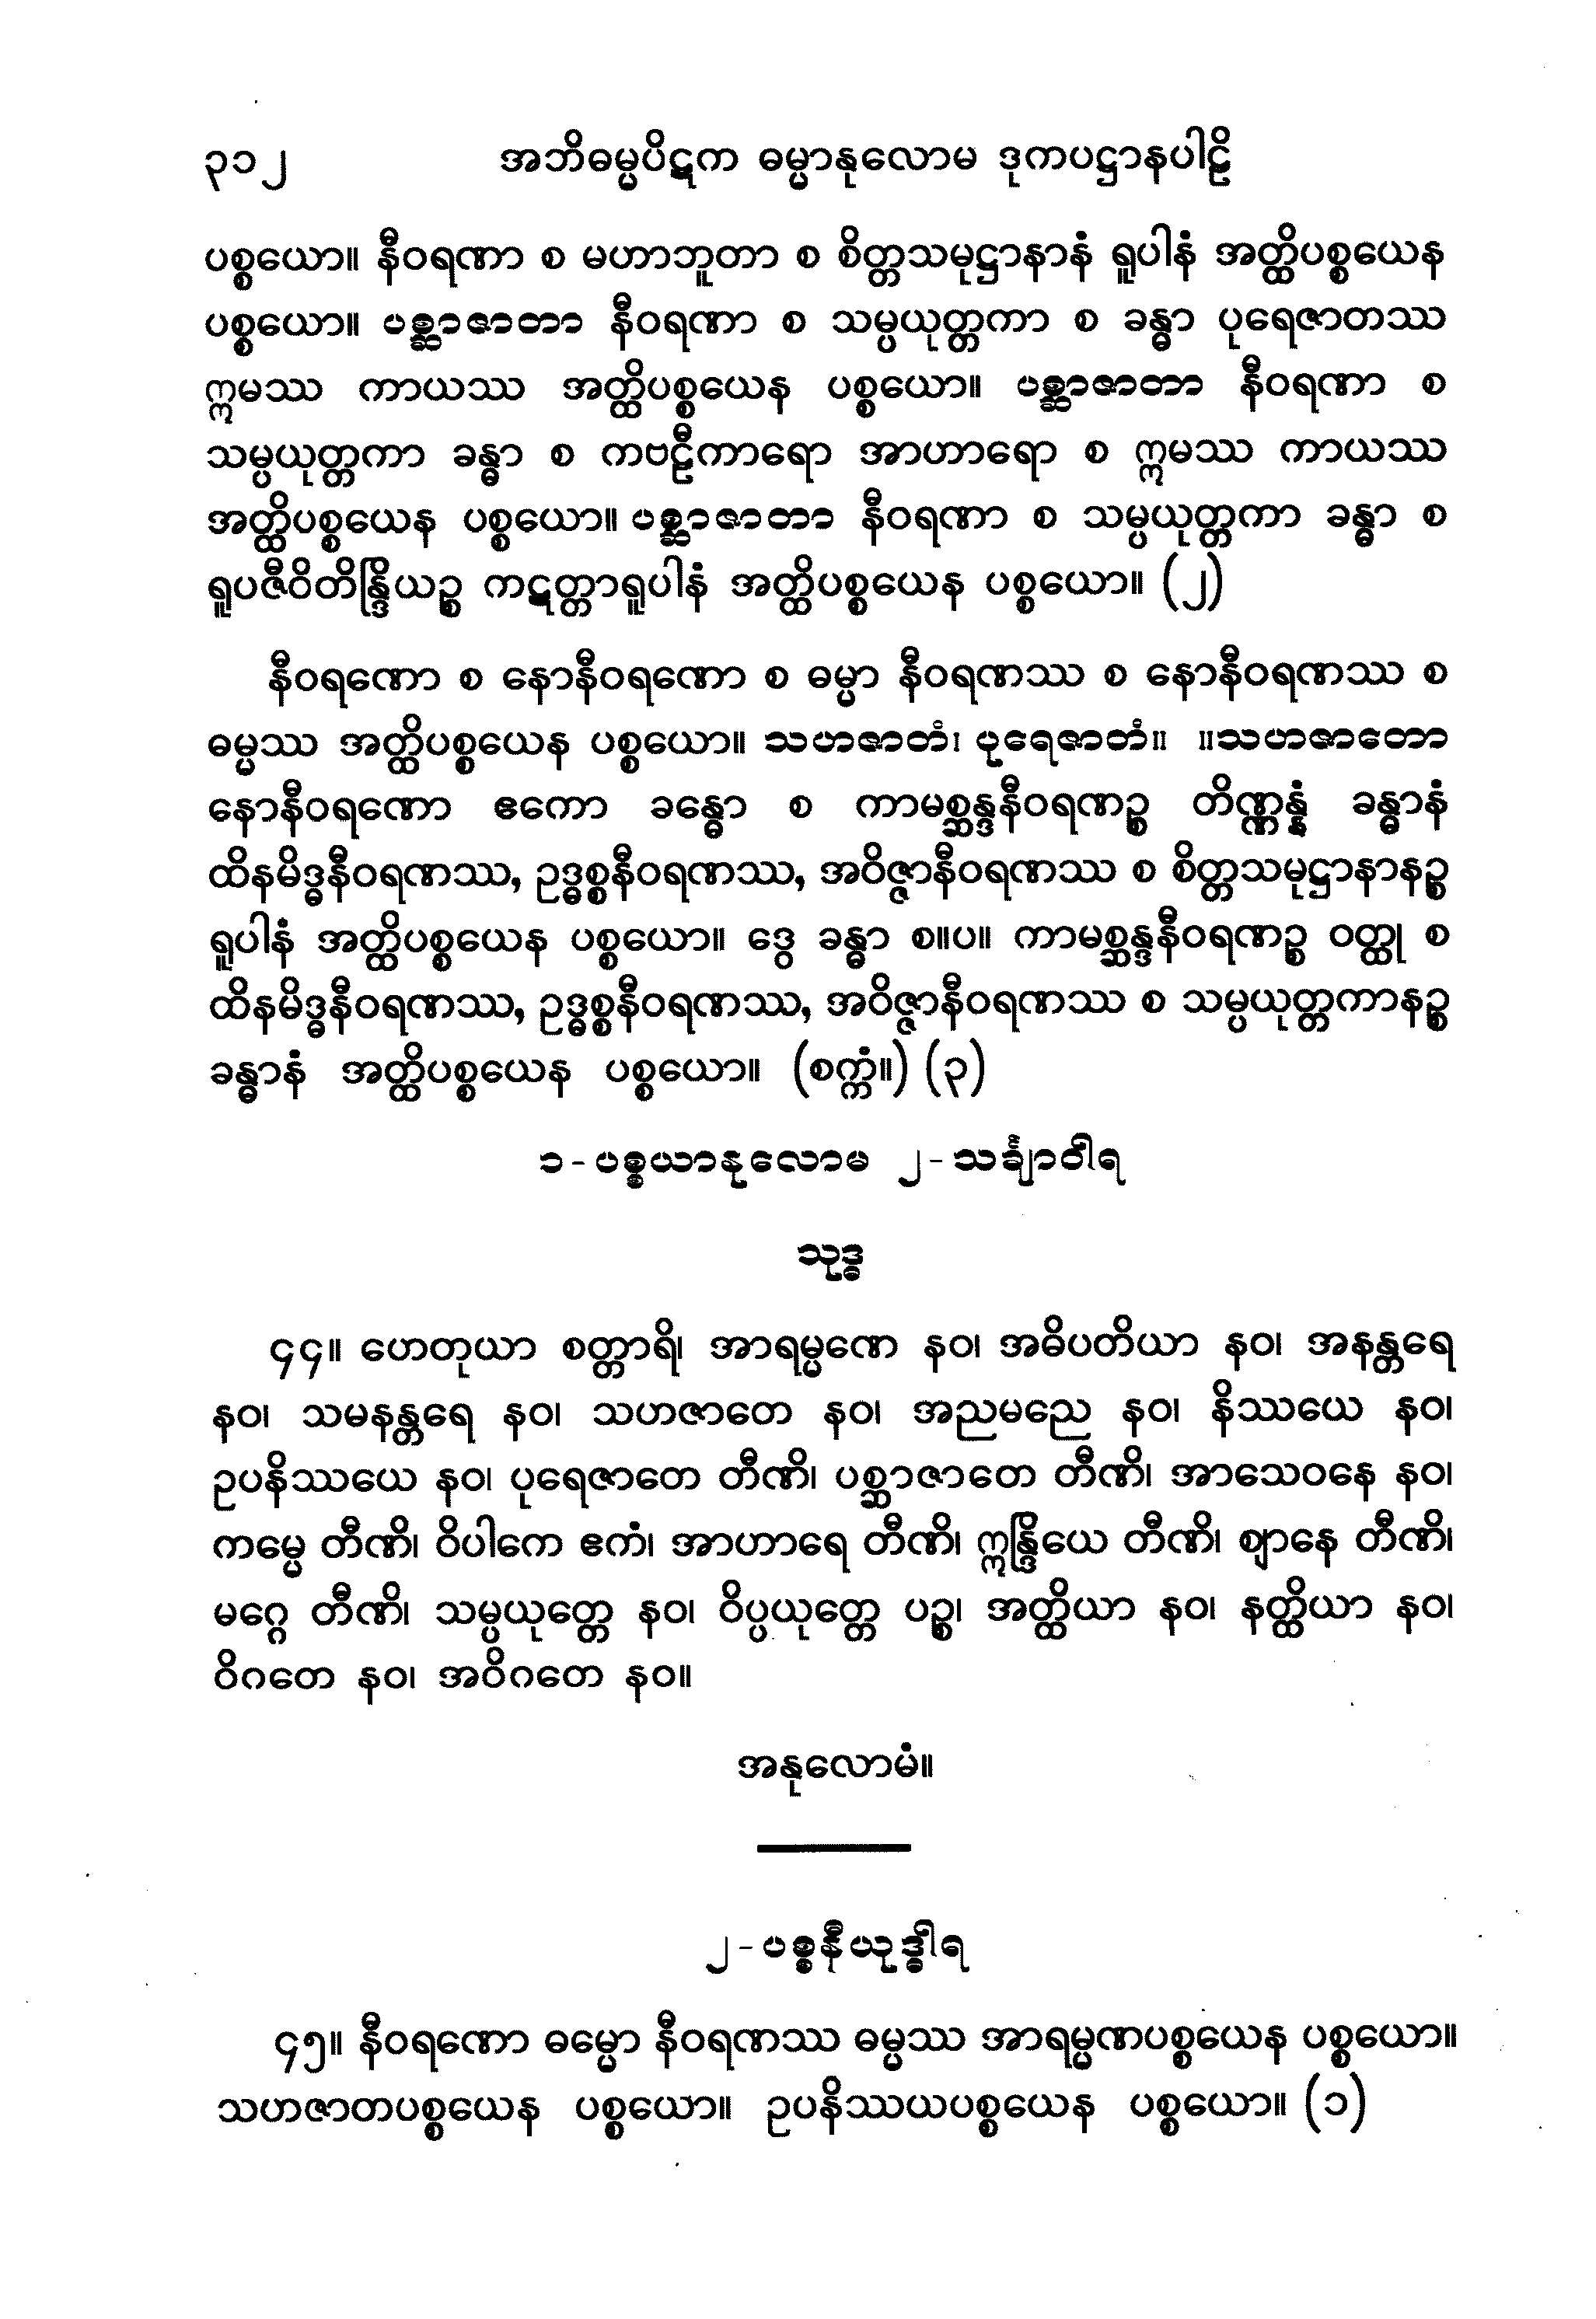 ၃၁၂ အဘိဓမ္မပိဋက ဓမ္မာနုလောမ ဒုကပဋ္ဌာနပါဠိ
ပစ္စယော။ နီဝရဏာ စ မဟာဘူတာ စ စိတ္တသမုဋ္ဌာနာနံ ရူပါနံ အတ္ထိပစ္စယေန
ပစ္စယော။ ပစ္ဆာဇာတာ နီဝရဏာ စ သမ္ပယုတ္တကာ စ ခန္ဓာ ပုရေဇာတဿ
ဣမဿ ကာယဿ အတ္ထိပစ္စယေန ပစ္စယော။ ပစ္ဆာဇာတာ နီဝရဏာ စ
သမ္ပယုတ္တကာ ခန္ဓာ စ ကဗဠီကာရော အာဟာရော စ ဣမဿ ကာယဿ
အတ္ထိပစ္စယေန ပစ္စယော။ ပစ္ဆာဇာတာ နီဝရဏာ စ သမ္ပယုတ္တကာ ခန္ဓာ စ
ရူပဇီဝိတိန္ဒြိယဉ္စ ကဋတ္တာရူပါနံ အတ္ထိပစ္စယေန ပစ္စယော။ (၂)
နီဝရဏော စ နောနီဝရဏော စ ဓမ္မာ နီဝရဏဿ စ နောနီဝရဏဿ စ
ဓမ္မဿ အတ္ထိပစ္စယေန ပစ္စယော။ သဟဇာတံ၊ ပုရေဇာတံ။ ။သဟဇာတော
နောနီဝရဏော ဧကော ခန္ဓော စ ကာမစ္ဆန္ဒနီဝရဏဉ္စ တိဏ္ဏန္နံ ခန္ဓာနံ
ထိနမိဒ္ဓနီဝရဏဿ, ဥဒ္ဓစ္စနီဝရဏဿ, အဝိဇ္ဇာနီဝရဏဿ စ စိတ္တသမုဋ္ဌာနာနဉ္စ
ရူပါနံ အတ္ထိပစ္စယေန ပစ္စယော။ ဒွေ ခန္ဓာ စ။ပ။ ကာမစ္ဆန္ဒနီဝရဏဉ္စ ဝတ္ထု စ
ထိနမိဒ္ဓနီဝရဏဿ, ဥဒ္ဓစ္စနီဝရဏဿ, အဝိဇ္ဇာနီဝရဏဿ စ သမ္ပယုတ္တကာနဉ္စ
ခန္ဓာနံ အတ္ထိပစ္စယေန ပစ္စယော။ (စက္ကံ။) (၃)
၁-ပစ္စယာနုလောမ ၂-သင်္ချာဝါရ
သုဒ္ဓ
၄၄။ ဟေတုယာ စတ္တာရိ၊ အာရမ္မဏေ နဝ၊ အဓိပတိယာ နဝ၊ အနန္တရေ
နဝ၊ သမနန္တရေ နဝ၊ သဟဇာတေ နဝ၊ အညမညေ နဝ၊ နိဿယေ နဝ၊
ဥပနိဿယေ နဝ၊ ပုရေဇာတေ တီဏိ၊ ပစ္ဆာဇာတေ တီဏိ၊ အာသေဝနေ နဝ၊
ကမ္မေ တီဏိ၊ ဝိပါကေ ဧကံ၊ အာဟာရေ တီဏိ၊ ဣန္ဒြိယေ တီဏိ၊ ဈာနေ တီဏိ၊
မဂ္ဂေ တီဏိ၊ သမ္ပယုတ္တေ နဝ၊ ဝိပ္ပယုတ္တေ ပဉ္စ၊ အတ္ထိယာ နဝ၊ နတ္ထိယာ နဝ၊
ဝိဂတေ နဝ၊ အဝိဂတေ နဝ။
အနုလောမံ။
၂-ပစ္စနီယုဒ္ဓါရ
၄၅။ နီဝရဏော ဓမ္မော နီဝရဏဿ ဓမ္မဿ အာရမ္မဏပစ္စယေန ပစ္စယော။
သဟဇာတပစ္စယေန ပစ္စယော။ ဥပနိဿယပစ္စယေန ပစ္စယော။ (၁)